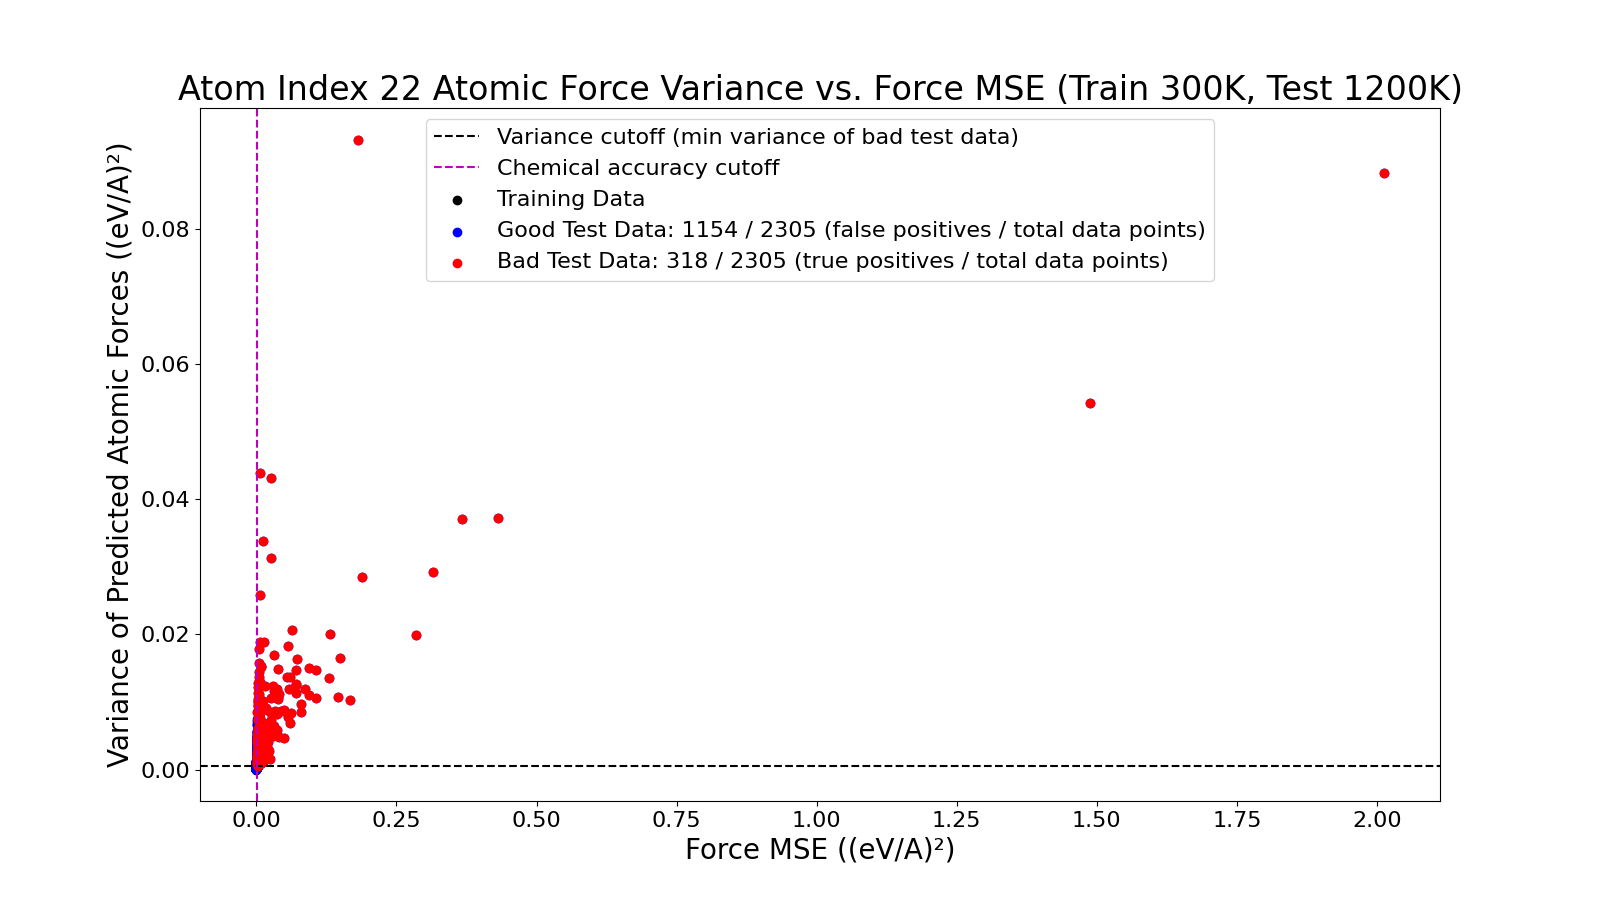 Atom Index 22 Atomic Force Variance vs. Force MSE (Train 300K, Test 1200K)
Variance cutoff (min variance of bad test data)
Chemical accuracy cutoff
Training Data
Good Test Data: 1154 / 2305 (false positives / total data points)
Bad Test Data: 318 / 2305 (true positives / total data points)
Variance of Predicted Atomic Forces ((eV/A)²)
0.08
0.06
0.04
0.02
0.00
0.00 0.25 0.50 0.75 1.00 1.25 1.50 1.75 2.00
Force MSE ((eV/A)²)